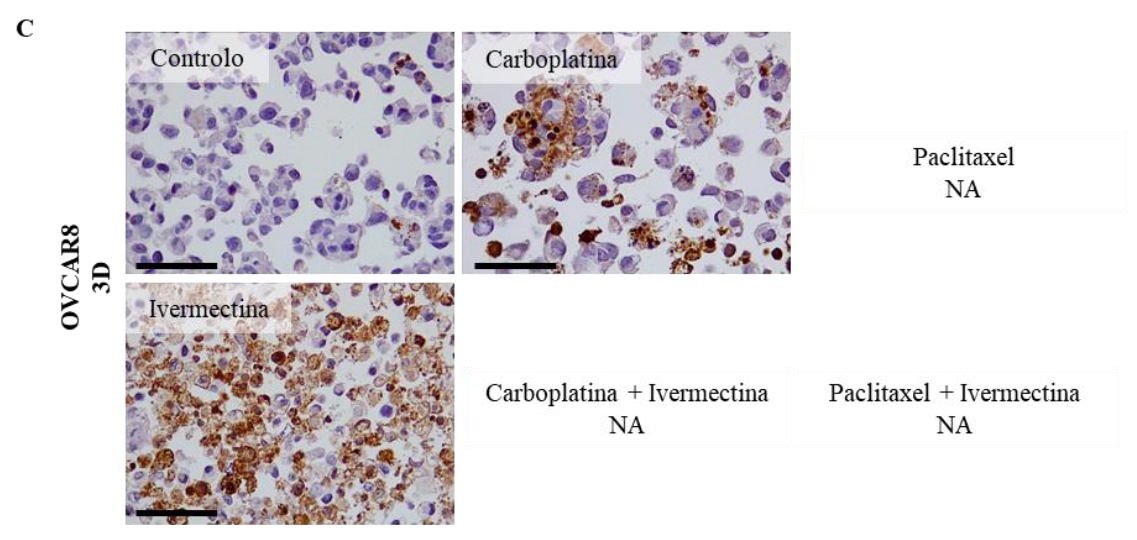 C
Controlo
Carboplatina
Paclitaxel
NA
OVCAR8
3D
Ivermectina
Carboplatina + Ivermectina
NA
Paclitaxel + Ivermectina
NA